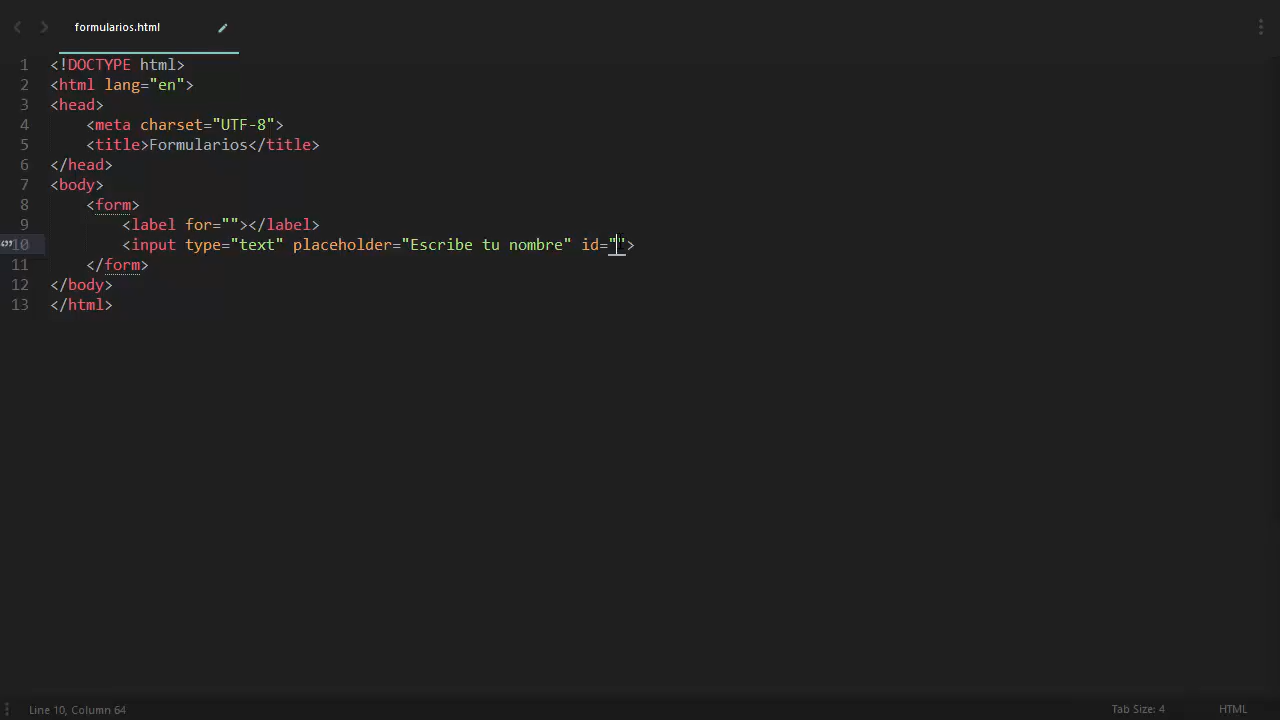 formularios.html
1 <!DOCTYPE html>
2 <html lang="en">
3 <head>
4 <meta charset="UTF-8">
5 <title>Formularios</title>
6 </head>
7 <body>
8 <form>
9 <label for=""></label>
10 <input type="text" placeholder="Escribe tu nombre" id="">
11 </form>
12 </body>
13 </html>
Line 10, Column 64 Tab Size: 4 HTML